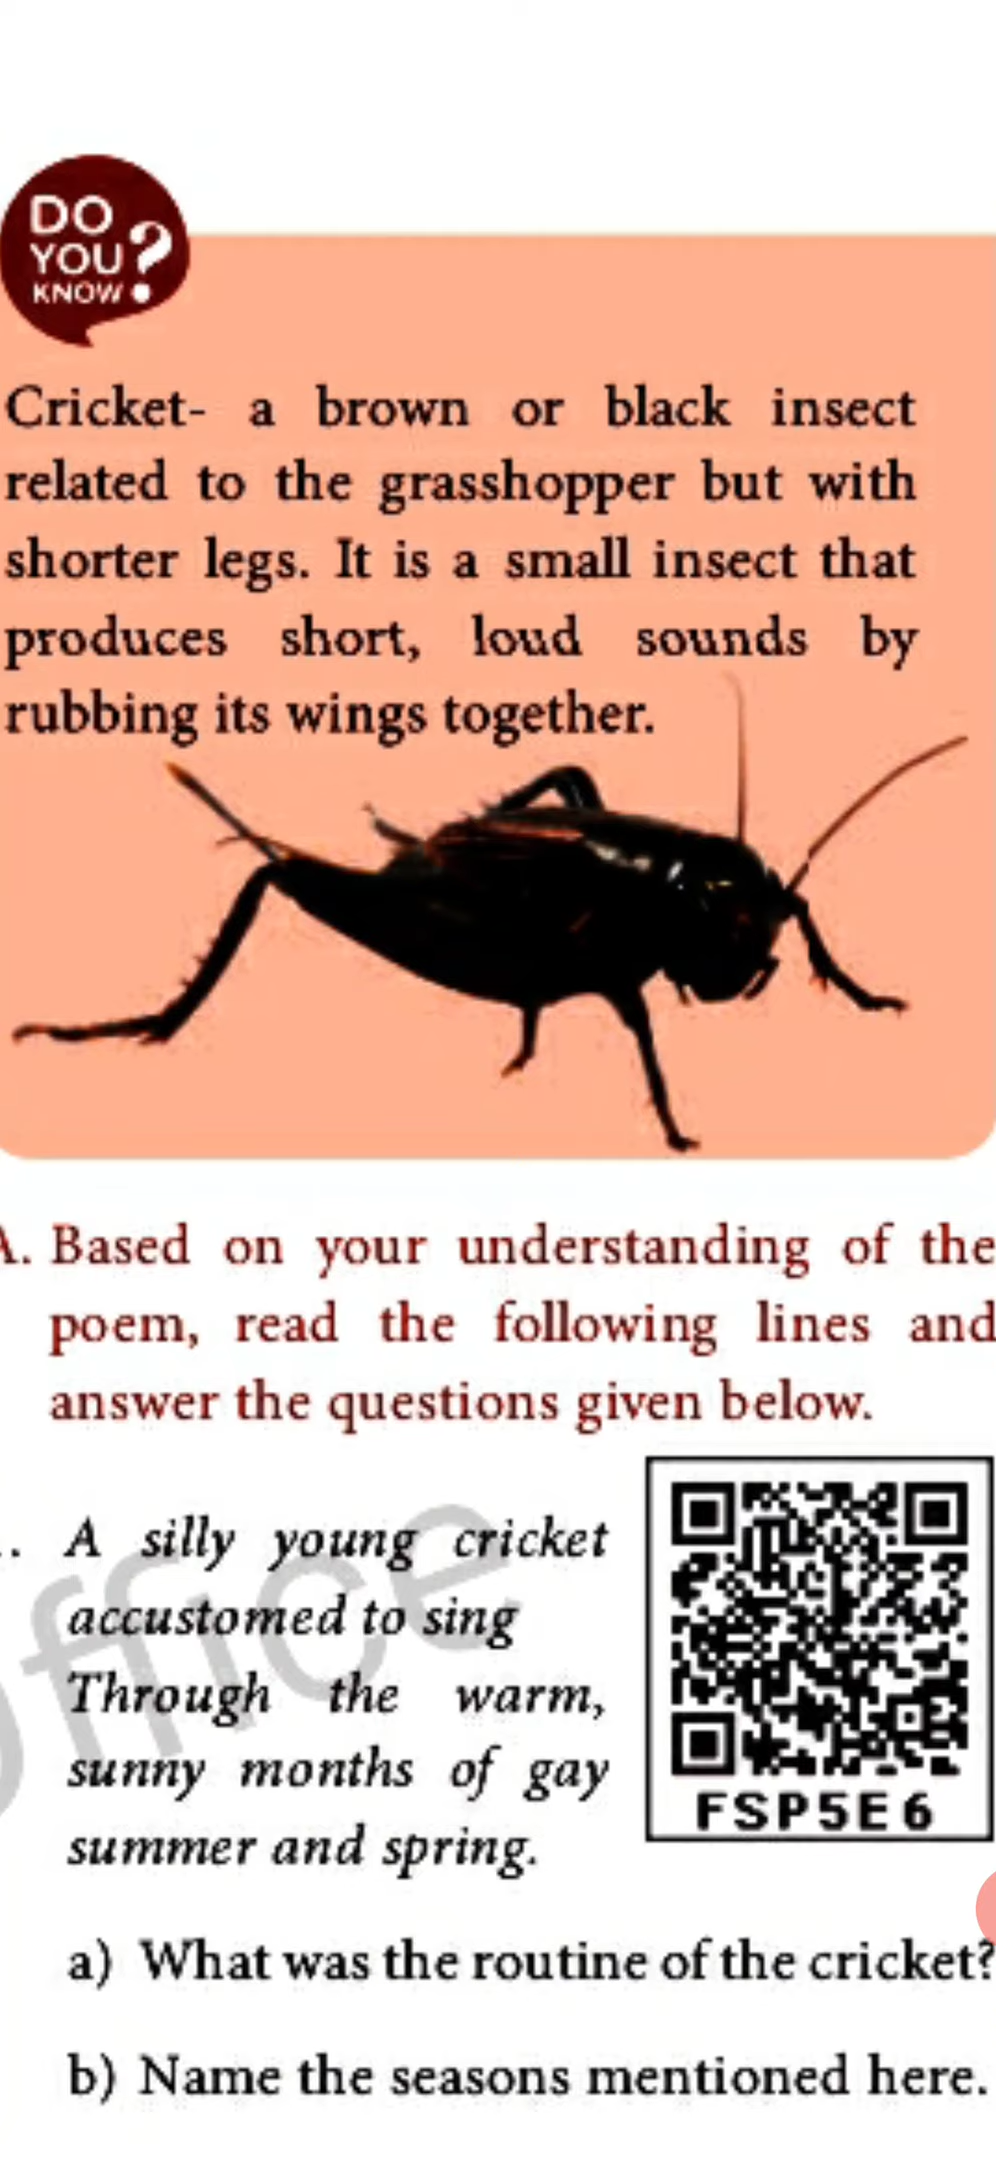 DO
YOU?
KNOW
Cricket- a brown or black insect
related to the grasshopper but with
shorter legs. It is a small insect that
produces short, loud sounds by
rubbing its wings together.
A. Based on your understanding of the
poem, read the following lines and
answer the questions given below.
A silly young cricket
accustomed to sing
Through the warm,
sunny months of gay
summer and spring.
FSP5E6
a) What was the routine of the cricket?
b) Name the seasons mentioned here.